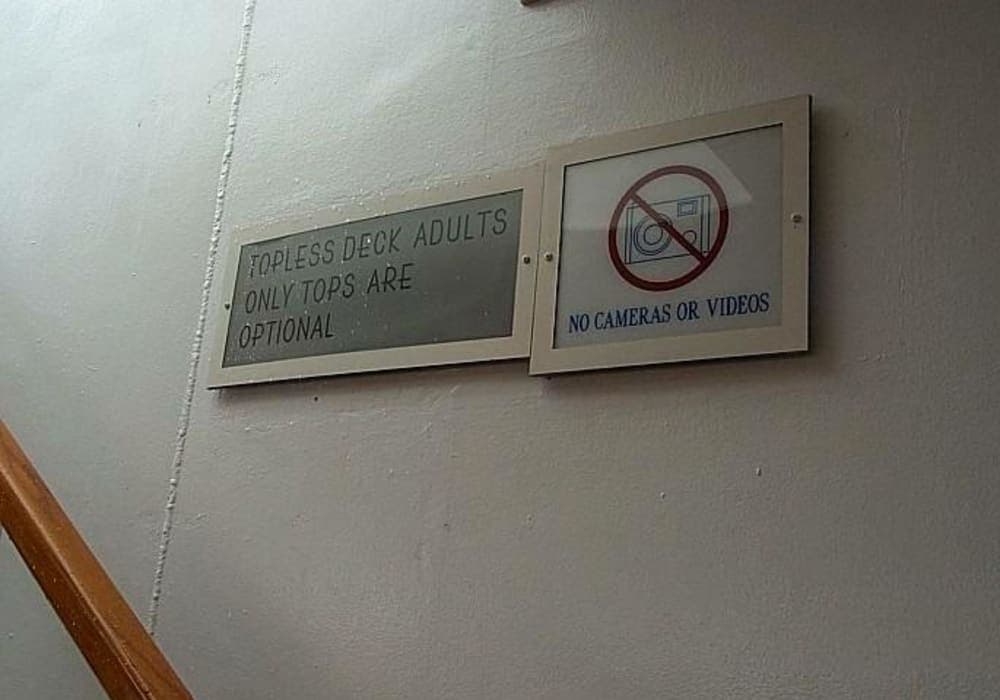 TOPLESS DECK ADULTS
ONLY TOPS ARE
OPTIONAL
NO CAMERAS OR VIDEOS